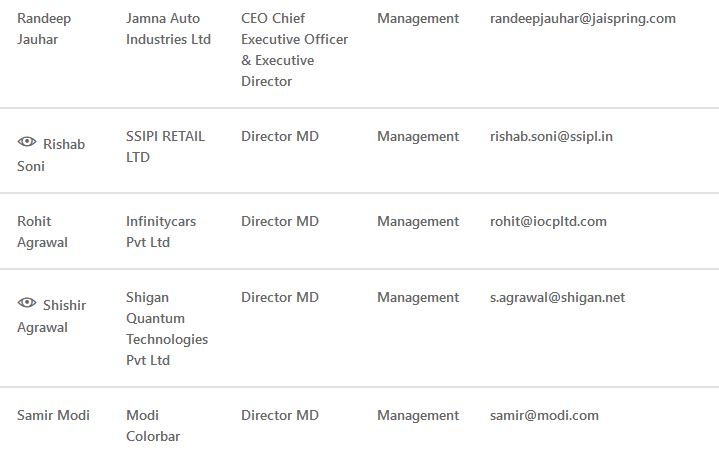 Randeep Jamna Auto CEO Chief Management randeepjauhar@jaispring.com
Jauhar Industries Ltd Executive Officer
& Executive
Director
Rishab SSIPI RETAIL Director MD Management rishab.soni@ssipl.in
Soni LTD
Rohit Infinitycars Director MD Management rohit@iocpltd.com
Agrawal Pvt Ltd
Shishir Shigan Director MD Management s.agrawal@shigan.net
Agrawal Quantum
Technologies
Pvt Ltd
Samir Modi Modi Director MD Management samir@modi.com
Colorbar